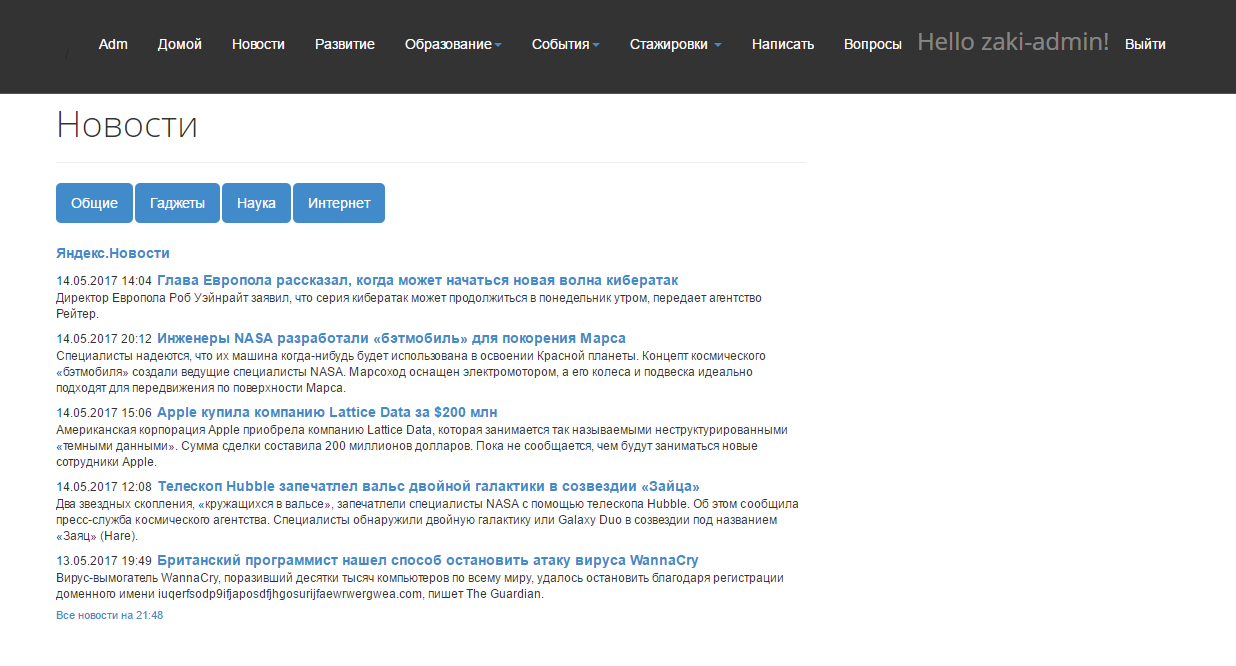 Adm Домой Новости Развитие Образование События Стажировки Написать Вопросы Hello zaki-admin! Выйти
Новости
Общие Гаджеты Наука Интернет
Яндекс.Новости
14.05.2017 14:04 Глава Европола рассказал, когда может начаться новая волна кибератак
Директор Европола Роб Уэйнрайт заявил, что серия кибератак может продолжиться в понедельник утром, передает агентство
Рейтер.
14.05.2017 20:12 Инженеры NASA разработали «бэтмобиль» для покорения Марса
Специалисты надеются, что их машина когда-нибудь будет использована в освоении Красной планеты. Концепт космического
«бэтмобиля» создали ведущие специалисты NASA. Марсоход оснащен электромотором, а его колеса и подвеска идеально
подходят для передвижения по поверхности Марса.
14.05.2017 15:06 Apple купила компанию Lattice Data за $200 млн
Американская корпорация Apple приобрела компанию Lattice Data, которая занимается так называемыми неструктурированными
«темными данными». Сумма сделки составила 200 миллионов долларов. Пока не сообщается, чем будут заниматься новые
сотрудники Apple.
14.05.2017 12:08 Телескоп Hubble запечатлел вальс двойной галактики в созвездии «Зайца»
Два звездных скопления, «кружащихся в вальсе», запечатлели специалисты NASA с помощью телескопа Hubble. Об этом сообщила
пресс-служба космического агентства. Специалисты обнаружили двойную галактику или Galaxy Duo в созвездии под названием
«Заяц» (Hare).
13.05.2017 19:49 Британский программист нашел способ остановить атаку вируса WannaCry
Вирус-вымогатель WannaCry, поразивший десятки тысяч компьютеров по всему миру, удалось остановить благодаря регистрации
доменного имени iuqerfsodp9ifjaposdfjhgosurijfaewrwergwea.com, пишет The Guardian.
Все новости на 21:48